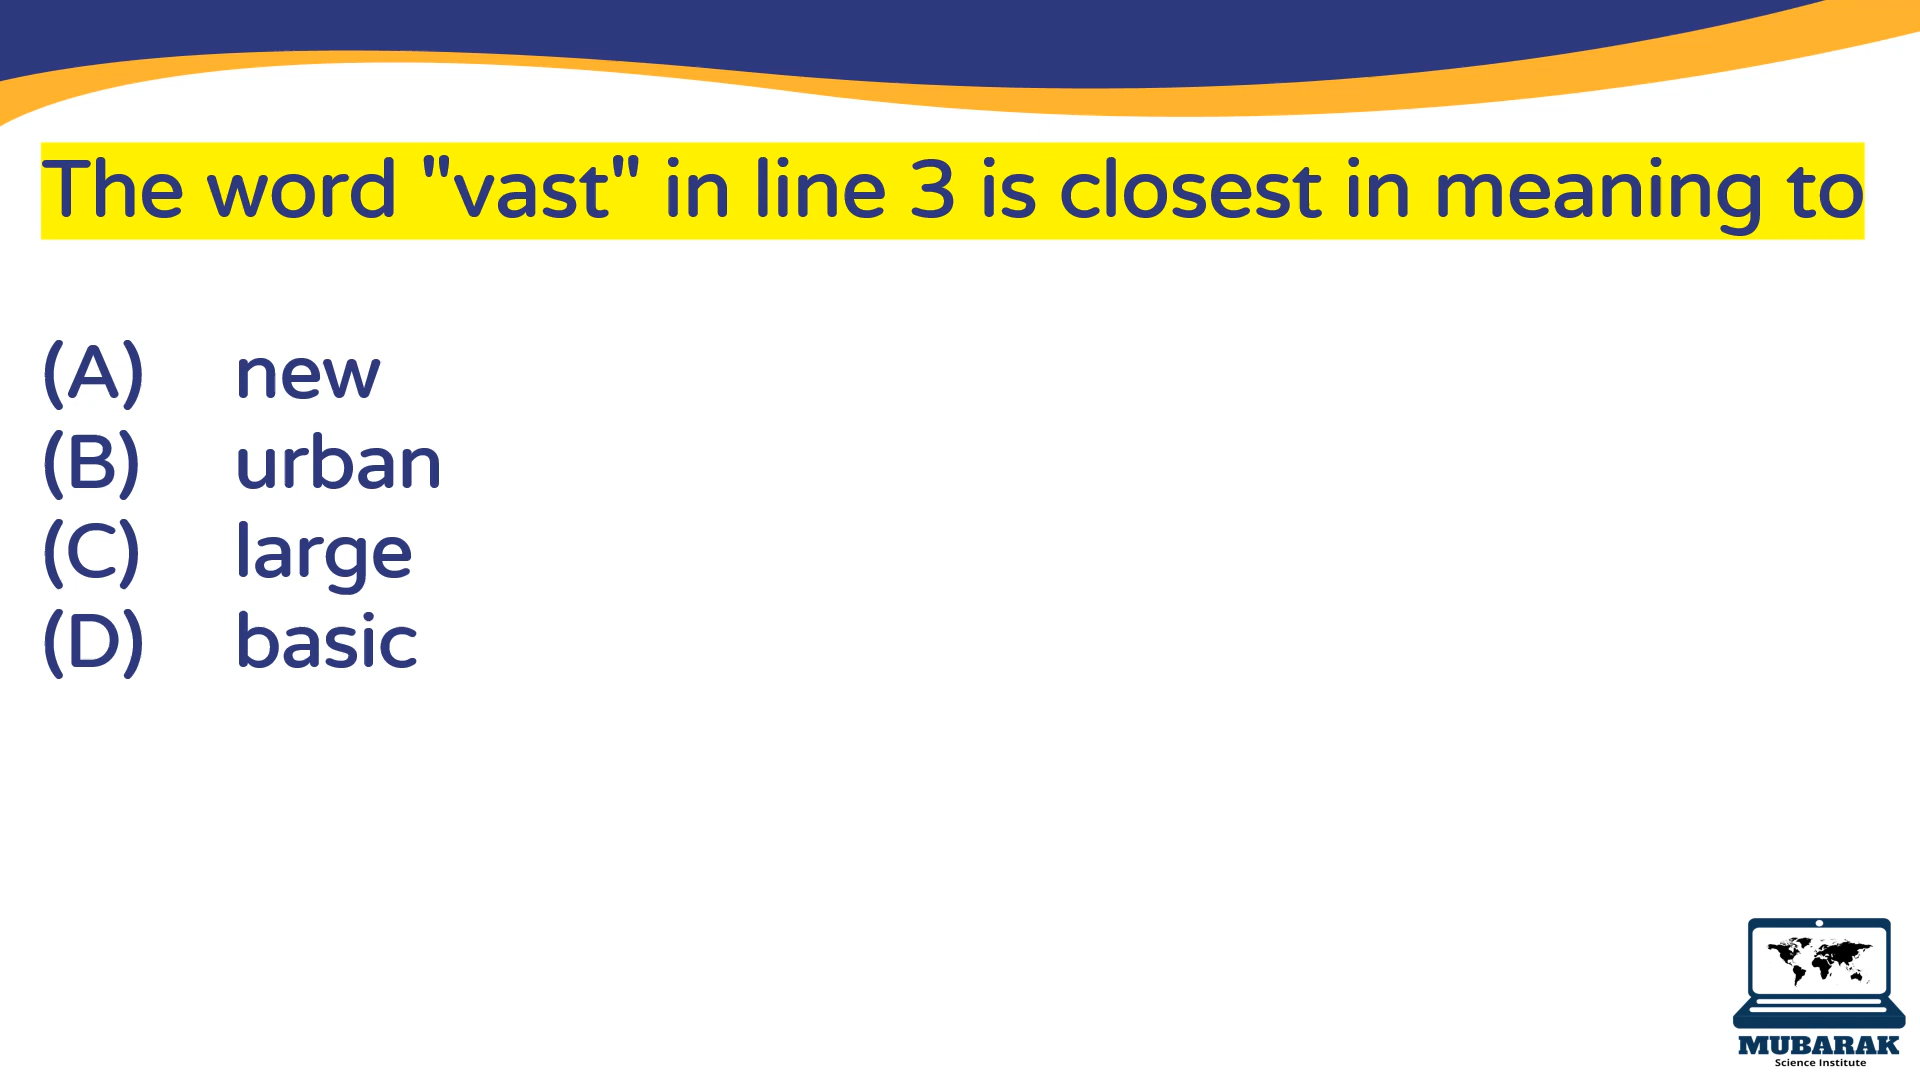 The word "vast" in line 3 is closest in meaning to
(A) new
(B) urban
(C) large
(D) basic
MUBARAK
Science Institute